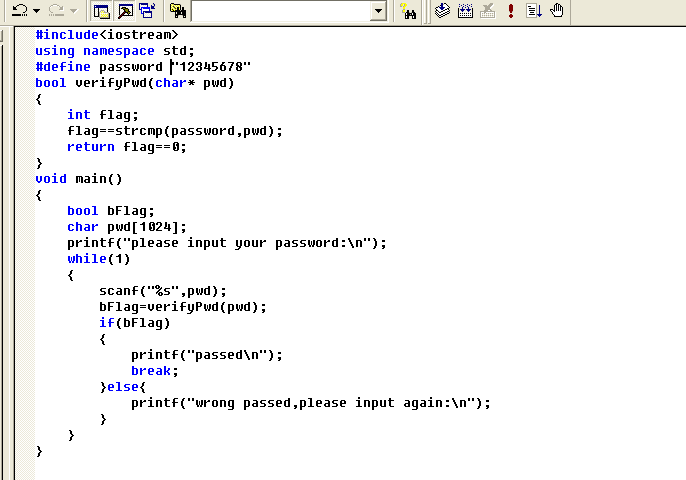 #include<iostream>
using namespace std;
#define password "12345678"
bool verifyPwd(char* pwd)
{
    int flag;
    flag==strcmp(password,pwd);
    return flag==0;
}
void main()
{
    bool bFlag;
    char pwd[1024];
    printf("please input your password:\n");
    while(1)
    {
        scanf("%s",pwd);
        bFlag=verifyPwd(pwd);
        if(bFlag)
        {
            printf("passed\n");
            break;
        }else{
            printf("wrong passed,please input again:\n");
        }
    }
}